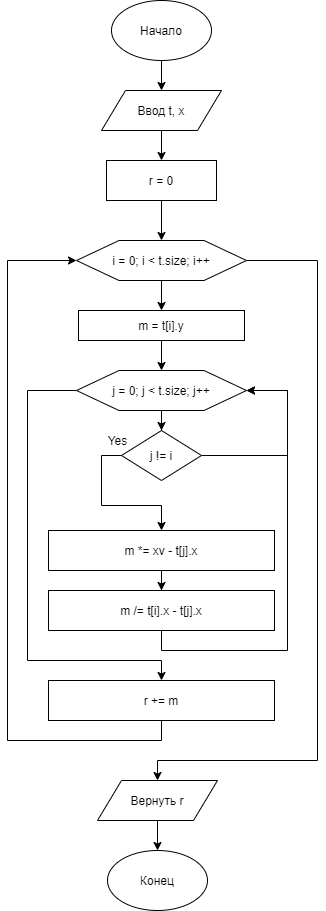 Начало
Ввод t, x
r = 0
i = 0; i < t.size; i++
m = t[i].y
j = 0; j < t.size; j++
Yes
j != i
m *= xv - t[j].x
m /= t[i].x - t[j].x
r += m
Вернуть r
Конец